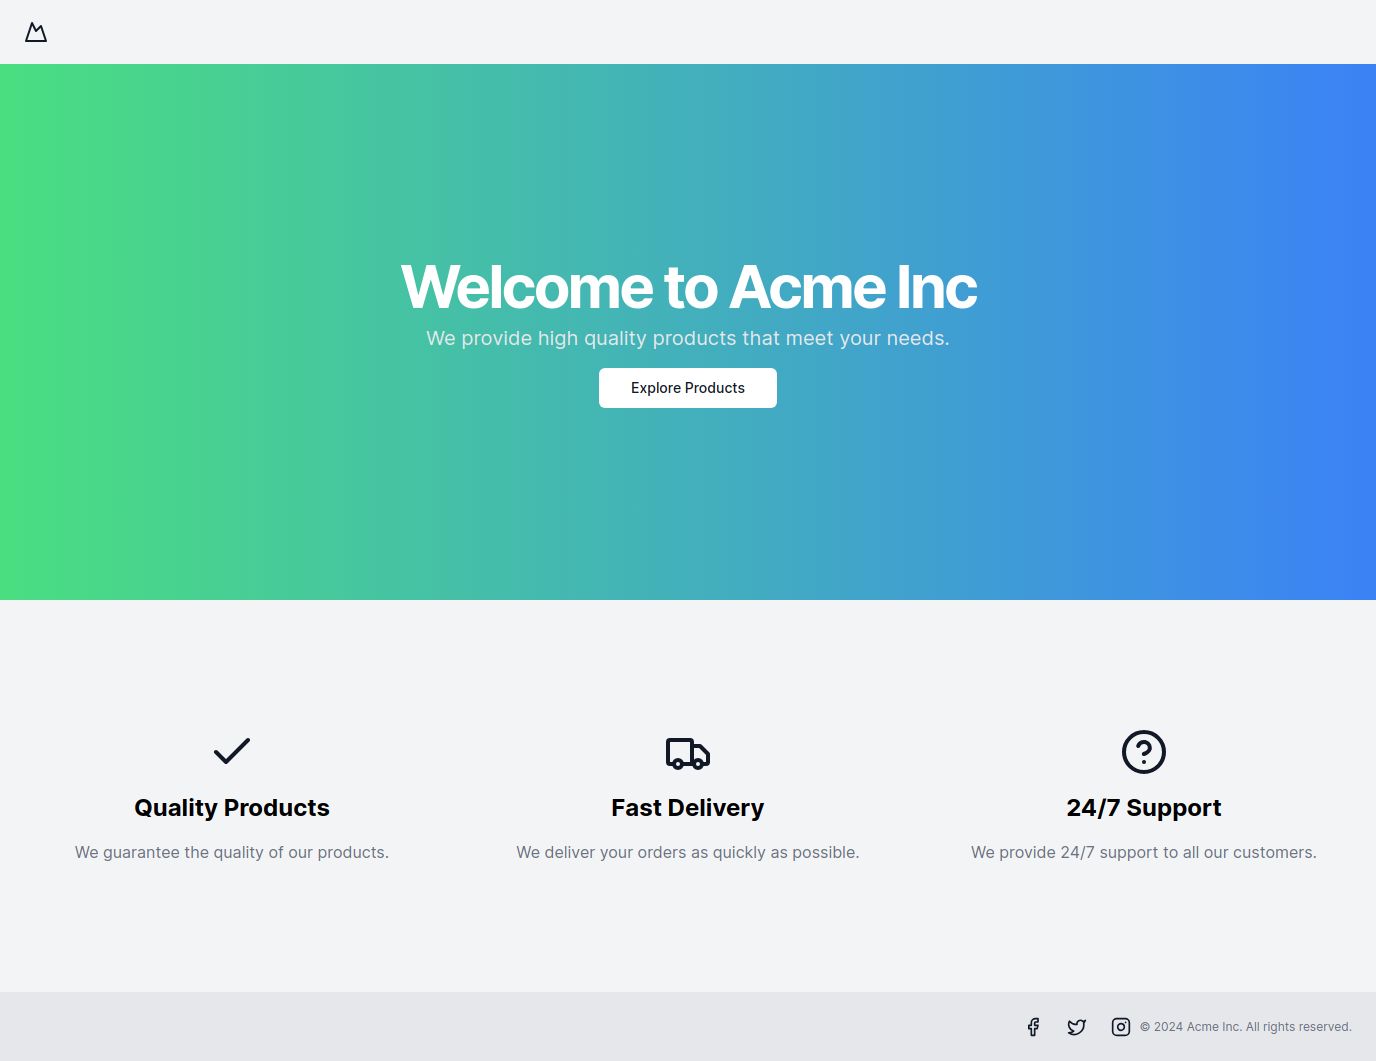 Welcome to Acme Inc
We provide high quality products that meet your needs.
Explore Products
Quality Products
We guarantee the quality of our products.
Fast Delivery
We deliver your orders as quickly as possible.
24/7 Support
We provide 24/7 support to all our customers.
© 2024 Acme Inc. All rights reserved.